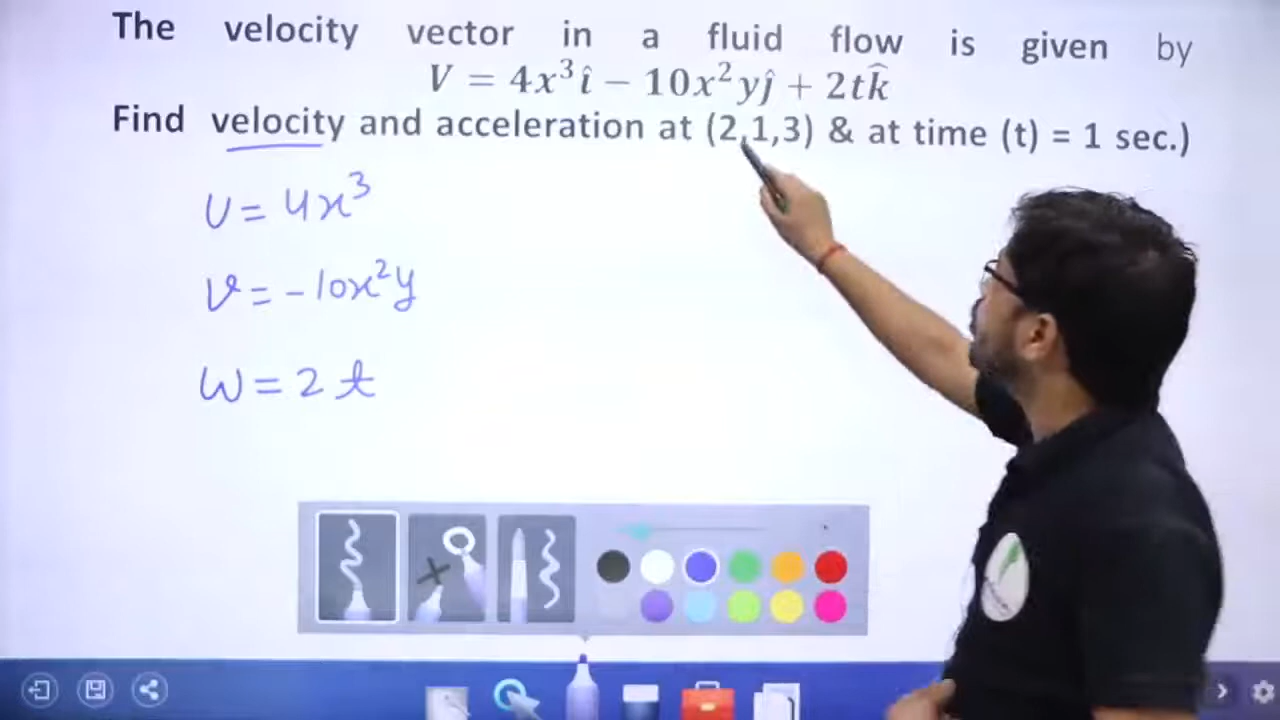 The velocity vector in a fluid flow is given by
V = 4x³î − 10x²yĵ + 2tk̂
Find velocity and acceleration at (2,1,3) & at time (t) = 1 sec.)
U = 4x³
v = -10x²y
W = 2t